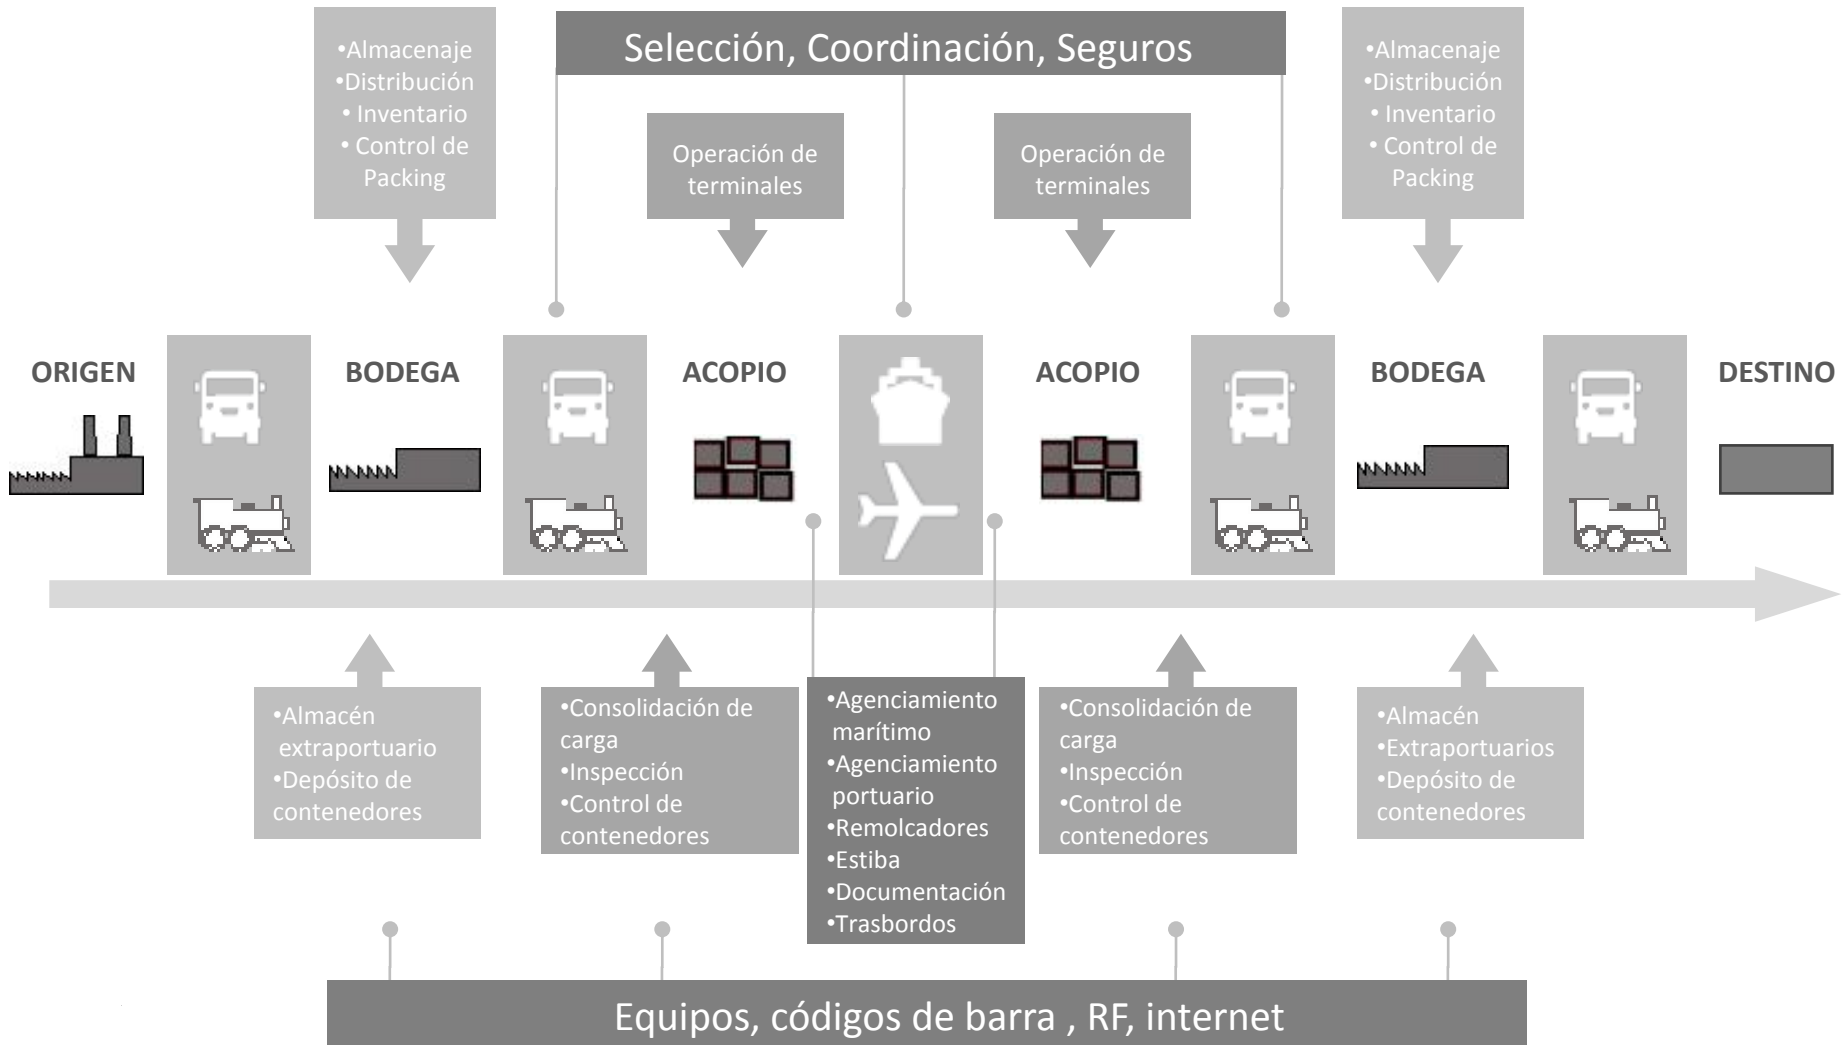 Selección, Coordinación, Seguros
•Almacenaje
•Distribución
• Inventario
• Control de
Packing
Operación de
terminales
Operación de
terminales
•Almacenaje
•Distribución
• Inventario
• Control de
Packing
ORIGEN
BODEGA
ACOPIO
ACOPIO
BODEGA
DESTINO
•Almacén
extraportuario
•Depósito de
contenedores
•Consolidación de
carga
•Inspección
•Control de
contenedores
•Agenciamiento
marítimo
•Agenciamiento
portuario
•Remolcadores
•Estiba
•Documentación
•Trasbordos
•Consolidación de
carga
•Inspección
•Control de
contenedores
•Almacén
•Extraportuarios
•Depósito de
contenedores
Equipos, códigos de barra , RF, internet